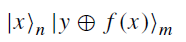 |x⟩ₙ |y ⊕ f(x)⟩ₘ